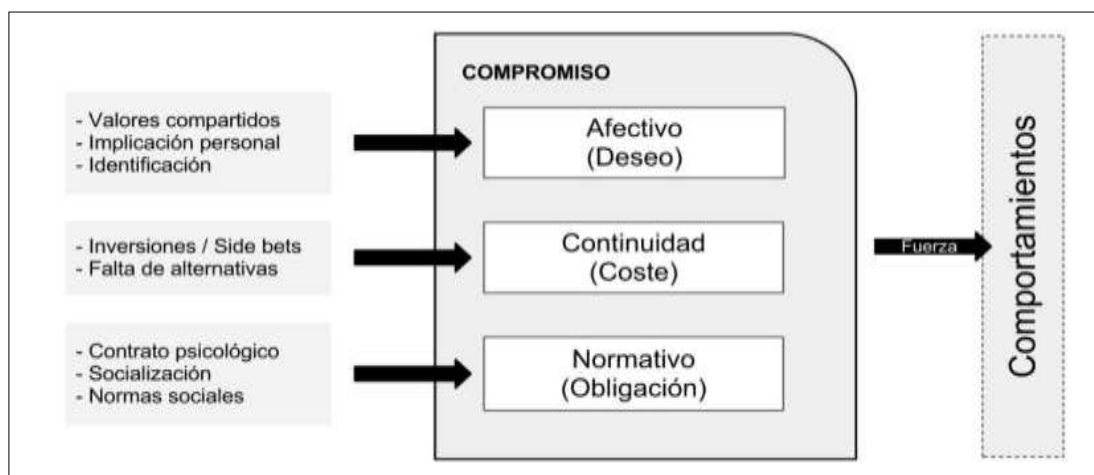 COMPROMISO
- Valores compartidos
- Implicación personal
- Identificación
Afectivo
(Deseo)
- Inversiones / Side bets
- Falta de alternativas
Continuidad
(Coste)
- Contrato psicológico
- Socialización
- Normas sociales
Normativo
(Obligación)
Fuerza
Comportamientos